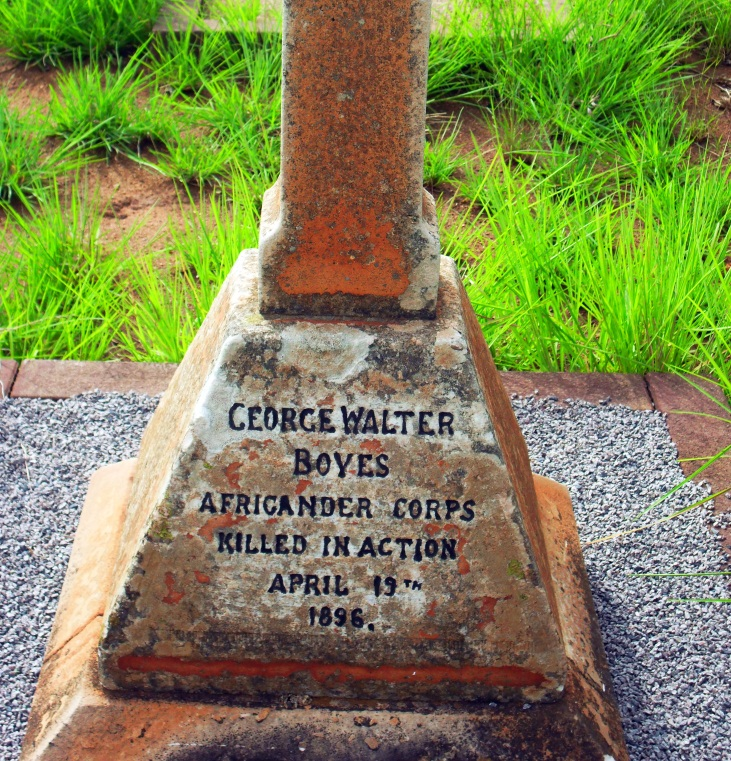 GEORGE WALTER
BOYES
AFRICANDER CORPS
KILLED IN ACTION
APRIL 19TH
1896.